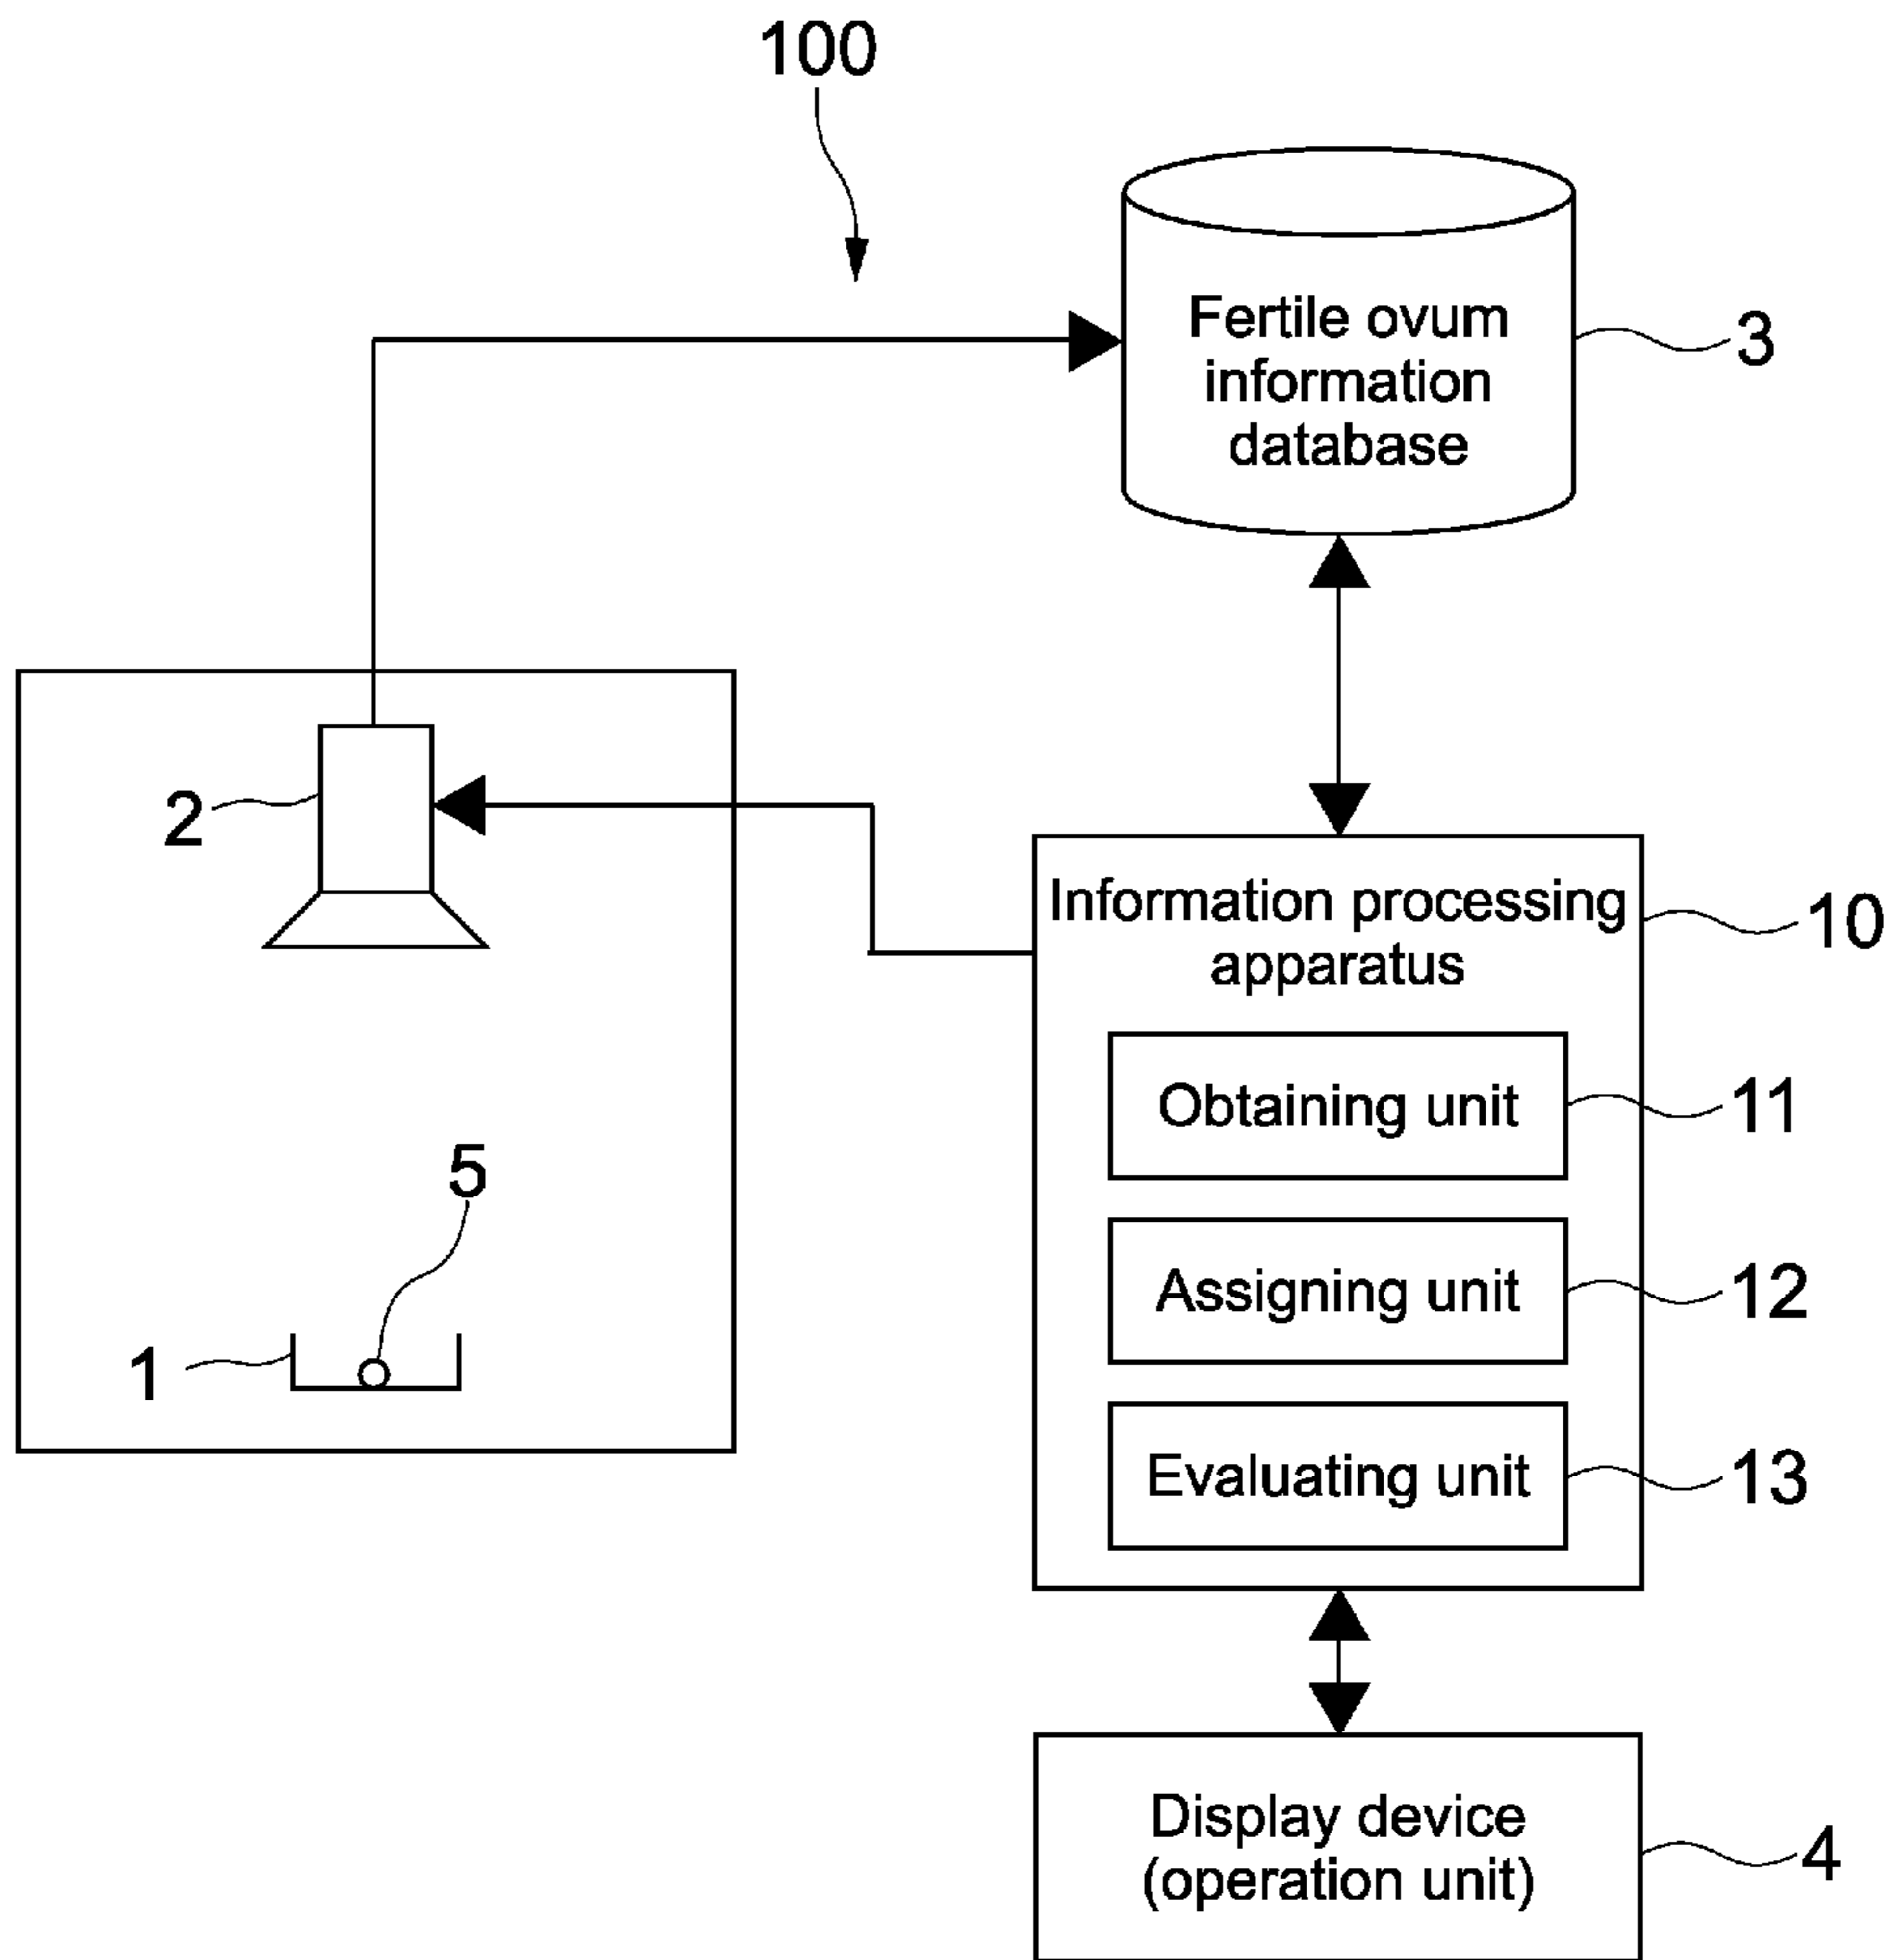 100
Fertile ovum
information
database
3
2
Information processing
apparatus
10
Obtaining unit
11
5
Assigning unit
12
1
Evaluating unit
13
Display device
(operation unit)
4